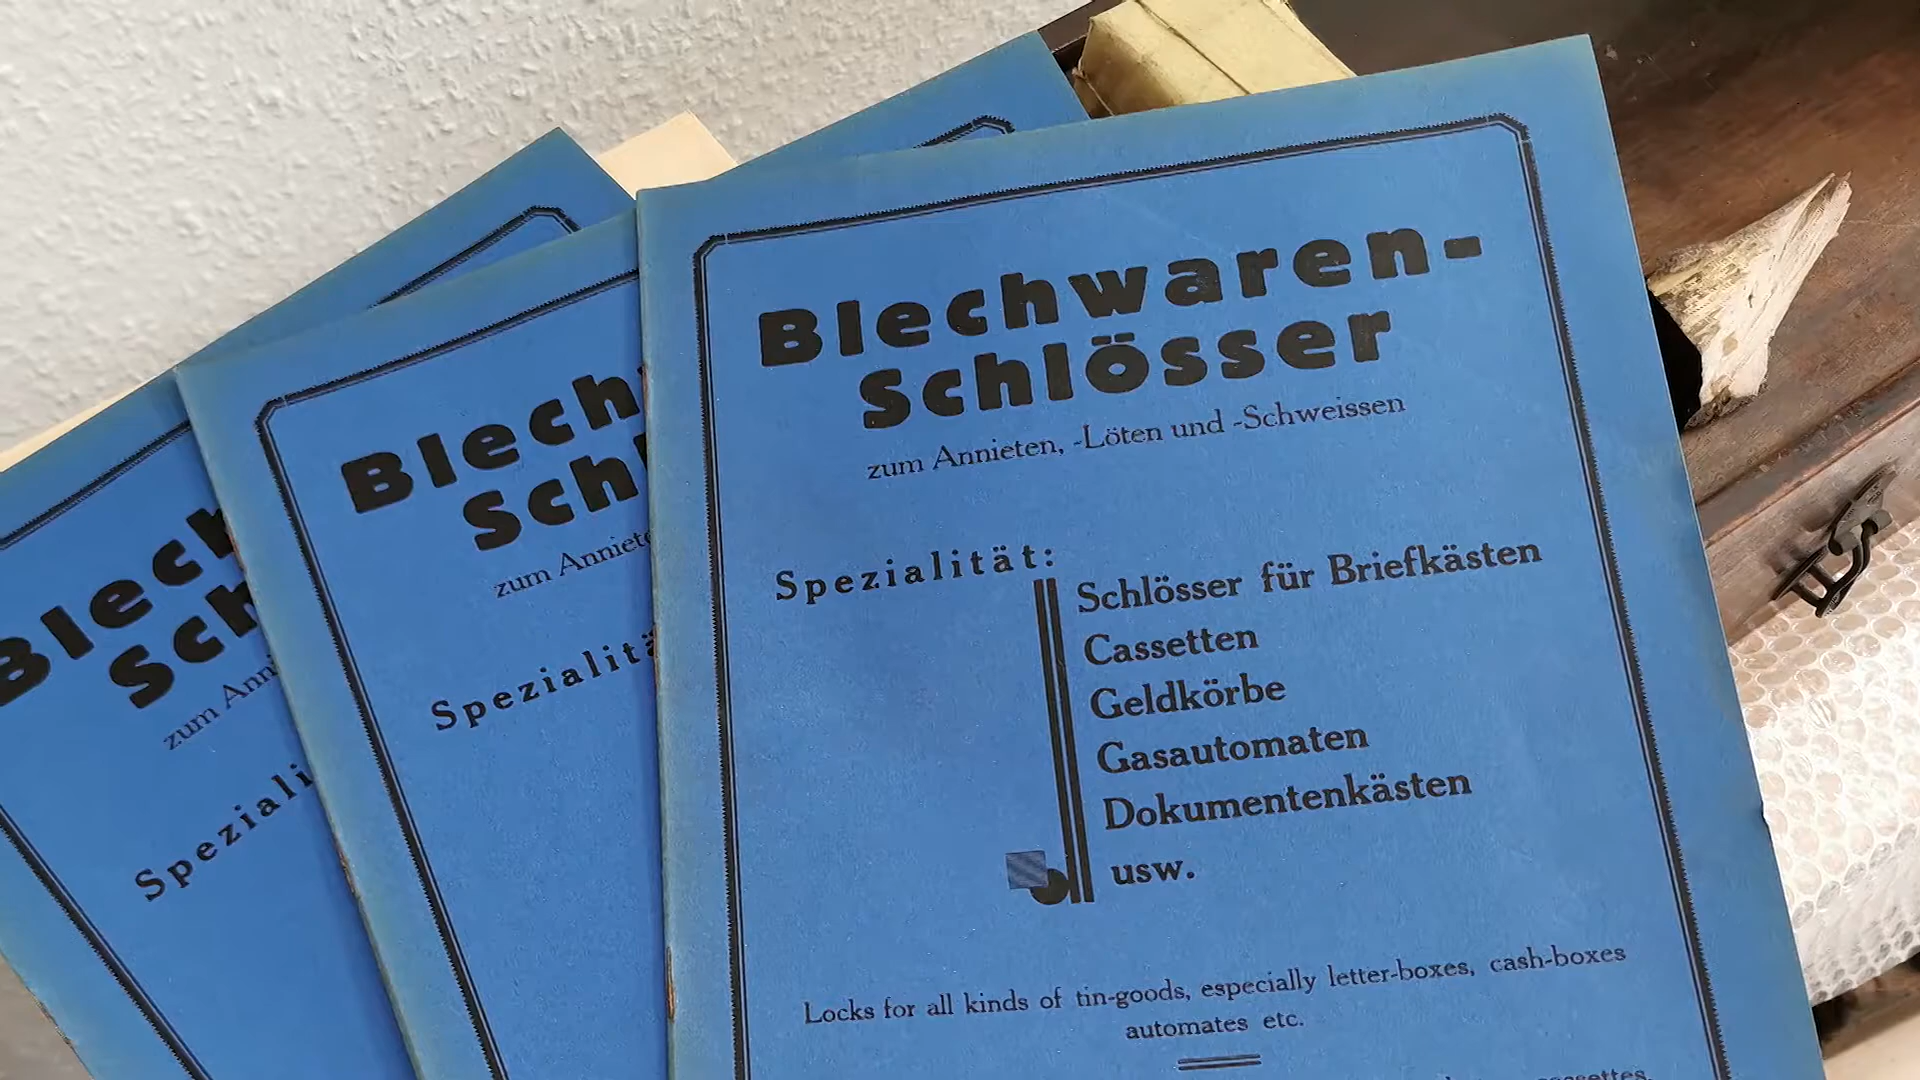 Blechwaren-
Schlösser
zum Annieten, -Löten und -Schweissen
Spezialität:
Schlösser für Briefkästen
Cassetten
Geldkörbe
Gasautomaten
Dokumentenkästen
usw.
Locks for all kinds of tin-goods, especially letter-boxes, cash-boxes
automates etc.
Blech
Sch
zum Anniete
Spezialitä
Blech
Sch
zum Ann
Speziali